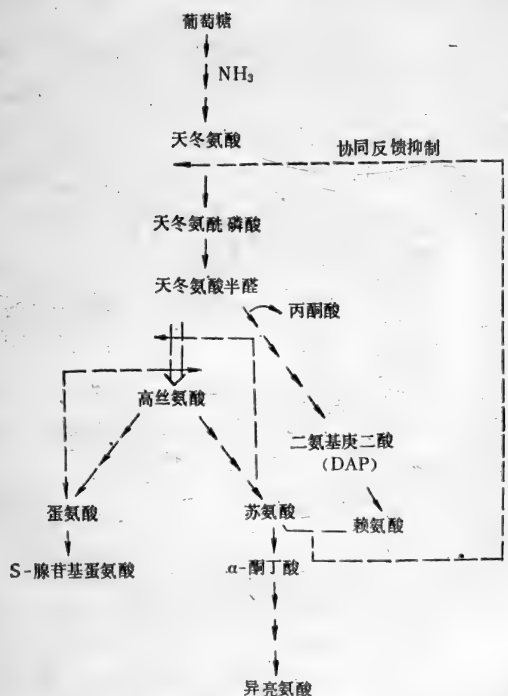 葡萄糖
NH₃
天冬氨酸
协同反馈抑制
天冬氨酰磷酸
天冬氨酸半醛
丙酮酸
高丝氨酸
二氨基庚二酸
(DAP)
蛋氨酸
苏氨酸
赖氨酸
S-腺苷基蛋氨酸
α-酮丁酸
异亮氨酸